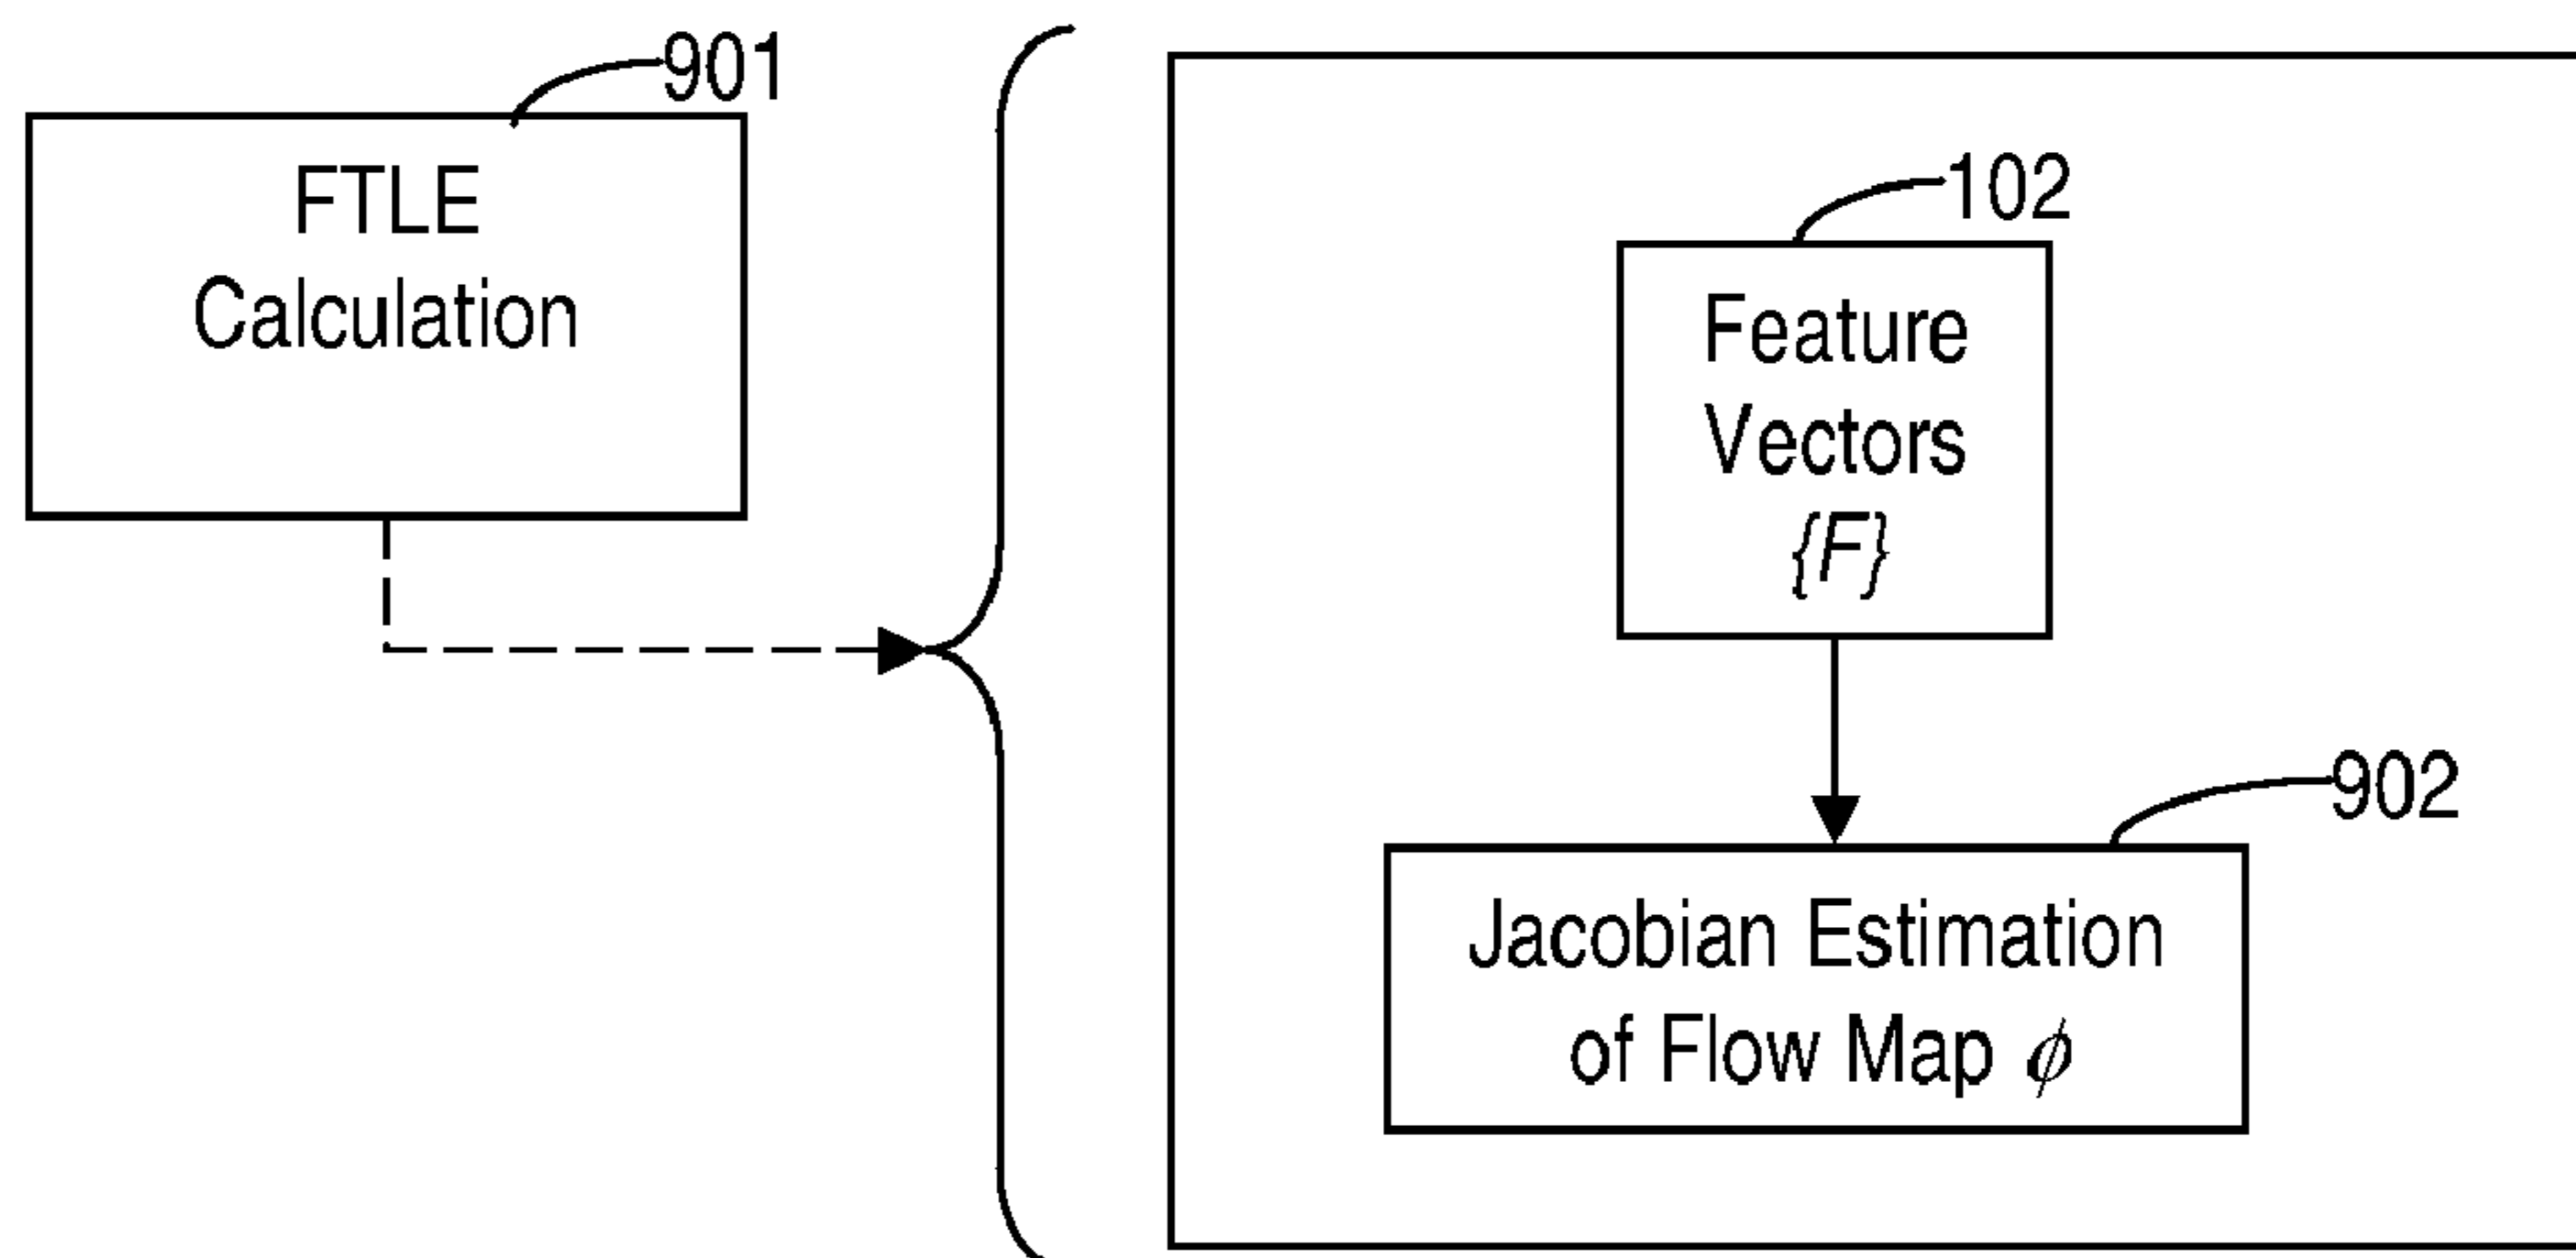 901
FTLE
Calculation
102
Feature
Vectors
{F}
902
Jacobian Estimation
of Flow Map ϕ